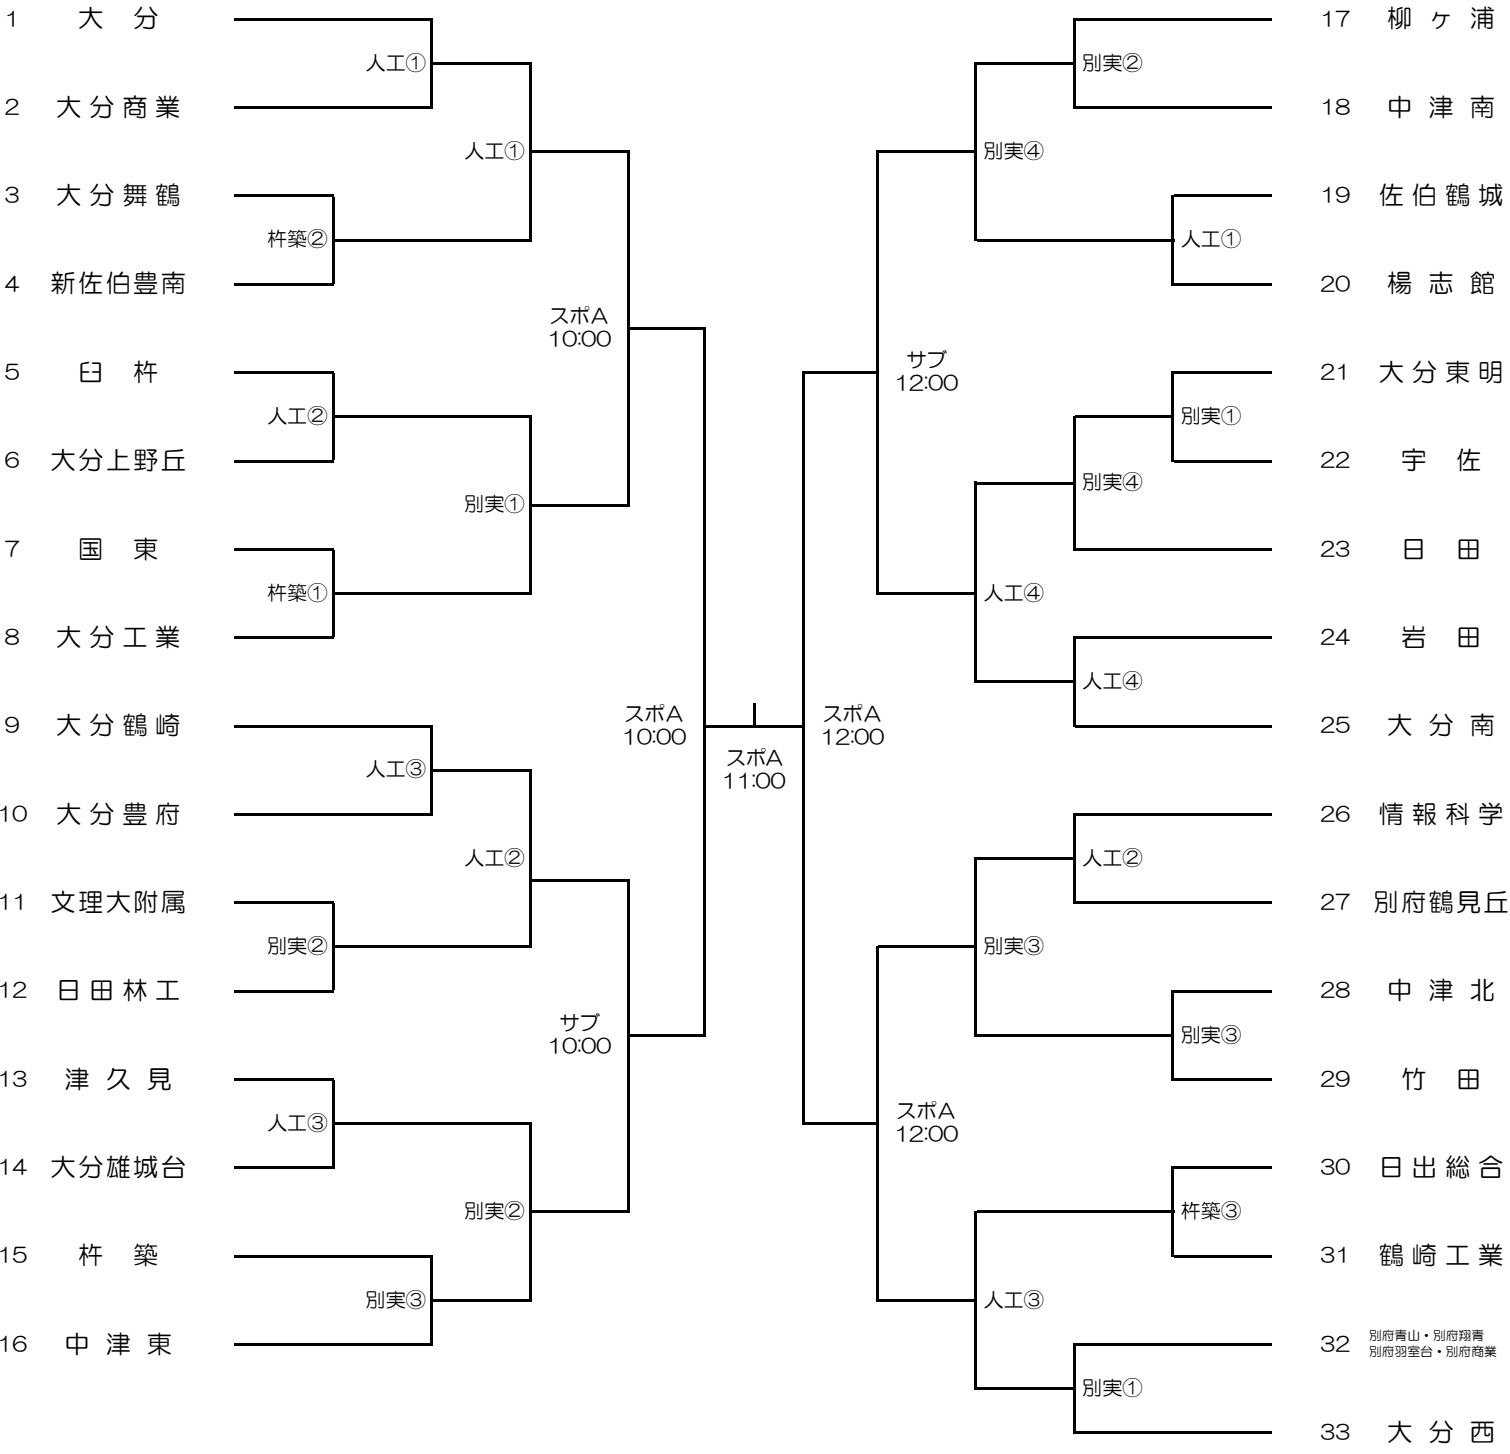 1 大分
人工①
2 大分商業
人工①
3 大分舞鶴
杵築②
4 新佐伯豊南
スポA
10:00
5 臼杵
人工②
6 大分上野丘
別実①
7 国東
杵築①
8 大分工業
9 大分鶴崎
人工③
10 大分豊府
人工②
11 文理大附属
別実②
12 日田林工
サブ
10:00
13 津久見
人工③
14 大分雄城台
別実②
15 杵築
別実③
16 中津東
スポA
10:00
スポA
11:00
スポA
12:00
17 柳ヶ浦
別実②
18 中津南
別実④
19 佐伯鶴城
人工①
20 楊志館
サブ
12:00
21 大分東明
別実①
22 宇佐
別実④
23 日田
人工④
24 岩田
人工④
25 大分南
26 情報科学
人工②
27 別府鶴見丘
別実③
28 中津北
別実③
29 竹田
スポA
12:00
30 日出総合
杵築③
31 鶴崎工業
人工③
32 別府青山・別府翔青
別府羽室台・別府商業
別実①
33 大分西